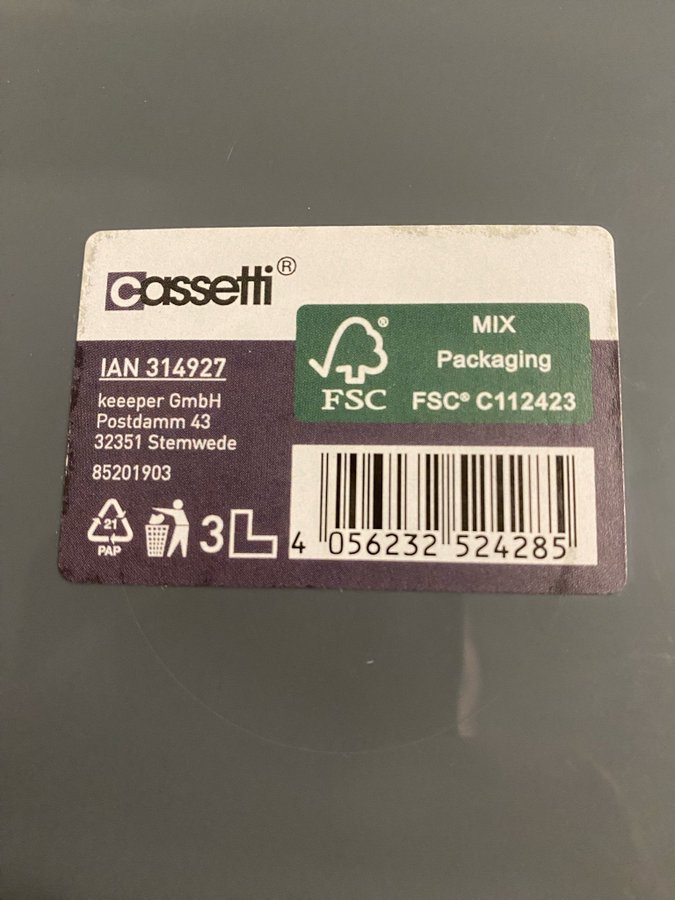 cassetti®
IAN 314927
keeeper GmbH
Postdamm 43
32351 Stemwede
85201903
21
PAP
3
FSC
®
MIX
Packaging
FSC® C112423
4 056232 524285